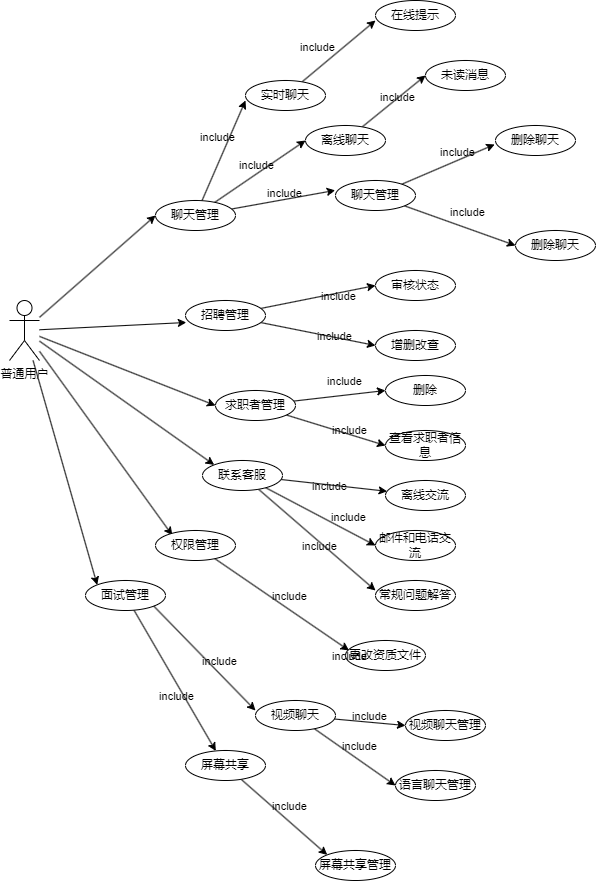 在线提示
include
未读消息
实时聊天
include
include
离线聊天
删除聊天
include
include
聊天管理
include
聊天管理
include
删除聊天
审核状态
include
招聘管理
include
增删改查
普通用户
include
删除
求职者管理
include
查看求职者信
息
联系客服
include
离线交流
include
邮件和电话交
流
权限管理
include
常规问题解答
面试管理
include
include
更改资质文件
include
include
视频聊天
include
视频聊天管理
include
屏幕共享
语言聊天管理
include
屏幕共享管理